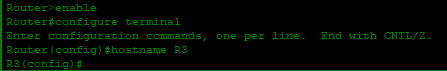 Router>enable
Router#configure terminal
Enter configuration commands, one per line.  End with CNTL/Z.
Router(config)#hostname R3
R3(config)#